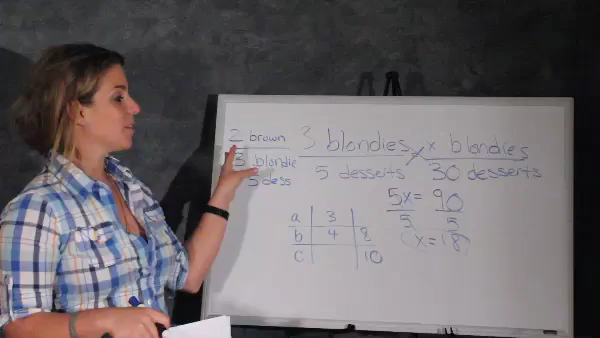 2 brown
3 blondie
5 dess
3 blondies
5 desserts
x blondies
30 desserts
5x = 90
5 5
x = 18
a 3
b 4 8
c 10